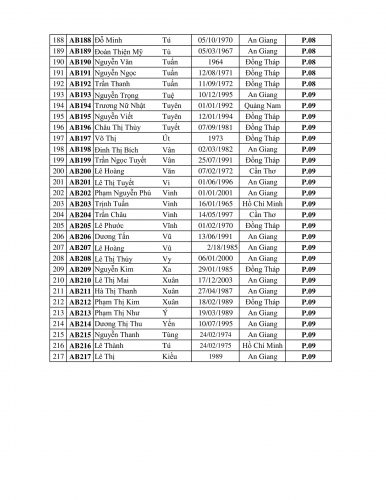 188 AB188 Đỗ Minh Tú 05/10/1970 An Giang P.08
189 AB189 Đoàn Thiện Mỹ Tú 05/03/1967 An Giang P.08
190 AB190 Nguyễn Văn Tuấn 1964 Đồng Tháp P.08
191 AB191 Nguyễn Ngọc Tuấn 12/08/1971 Đồng Tháp P.08
192 AB192 Trần Thanh Tuấn 11/09/1972 Đồng Tháp P.08
193 AB193 Nguyễn Trọng Tuệ 10/12/1995 An Giang P.09
194 AB194 Trương Nữ Nhật Tuyên 01/01/1992 Quảng Nam P.09
195 AB195 Nguyễn Viết Tuyên 12/01/1994 Đồng Tháp P.09
196 AB196 Châu Thị Thúy Tuyết 07/09/1981 Đồng Tháp P.09
197 AB197 Võ Thị Út 1973 Đồng Tháp P.09
198 AB198 Đinh Thị Bích Vân 02/03/1982 An Giang P.09
199 AB199 Trần Ngọc Tuyết Vân 25/07/1991 Đồng Tháp P.09
200 AB200 Lê Hoàng Văn 07/02/1972 Cần Thơ P.09
201 AB201 Lê Thị Tuyết Vi 01/06/1996 An Giang P.09
202 AB202 Phạm Nguyễn Phú Vinh 01/01/2001 An Giang P.09
203 AB203 Trịnh Tuấn Vinh 16/01/1965 Hồ Chí Minh P.09
204 AB204 Trần Châu Vinh 14/05/1997 Cần Thơ P.09
205 AB205 Lê Phước Vĩnh 01/02/1970 Đồng Tháp P.09
206 AB206 Dương Tấn Vũ 13/06/1991 An Giang P.09
207 AB207 Lê Hoàng Vũ 2/18/1985 An Giang P.09
208 AB208 Lê Thị Thúy Vy 06/01/2000 An Giang P.09
209 AB209 Nguyễn Kim Xa 29/01/1985 Đồng Tháp P.09
210 AB210 Lê Thị Mai Xuân 17/12/2003 An Giang P.09
211 AB211 Hà Thị Thanh Xuân 27/04/1987 An Giang P.09
212 AB212 Phạm Thị Kim Xuân 18/02/1989 Đồng Tháp P.09
213 AB213 Phạm Thị Như Ý 19/03/1989 An Giang P.09
214 AB214 Dương Thị Thu Yến 10/07/1995 An Giang P.09
215 AB215 Nguyễn Thanh Tùng 24/02/1974 An Giang P.09
216 AB216 Lê Thành Tú 24/02/1975 Hồ Chí Minh P.09
217 AB217 Lê Thị Kiều 1989 An Giang P.09